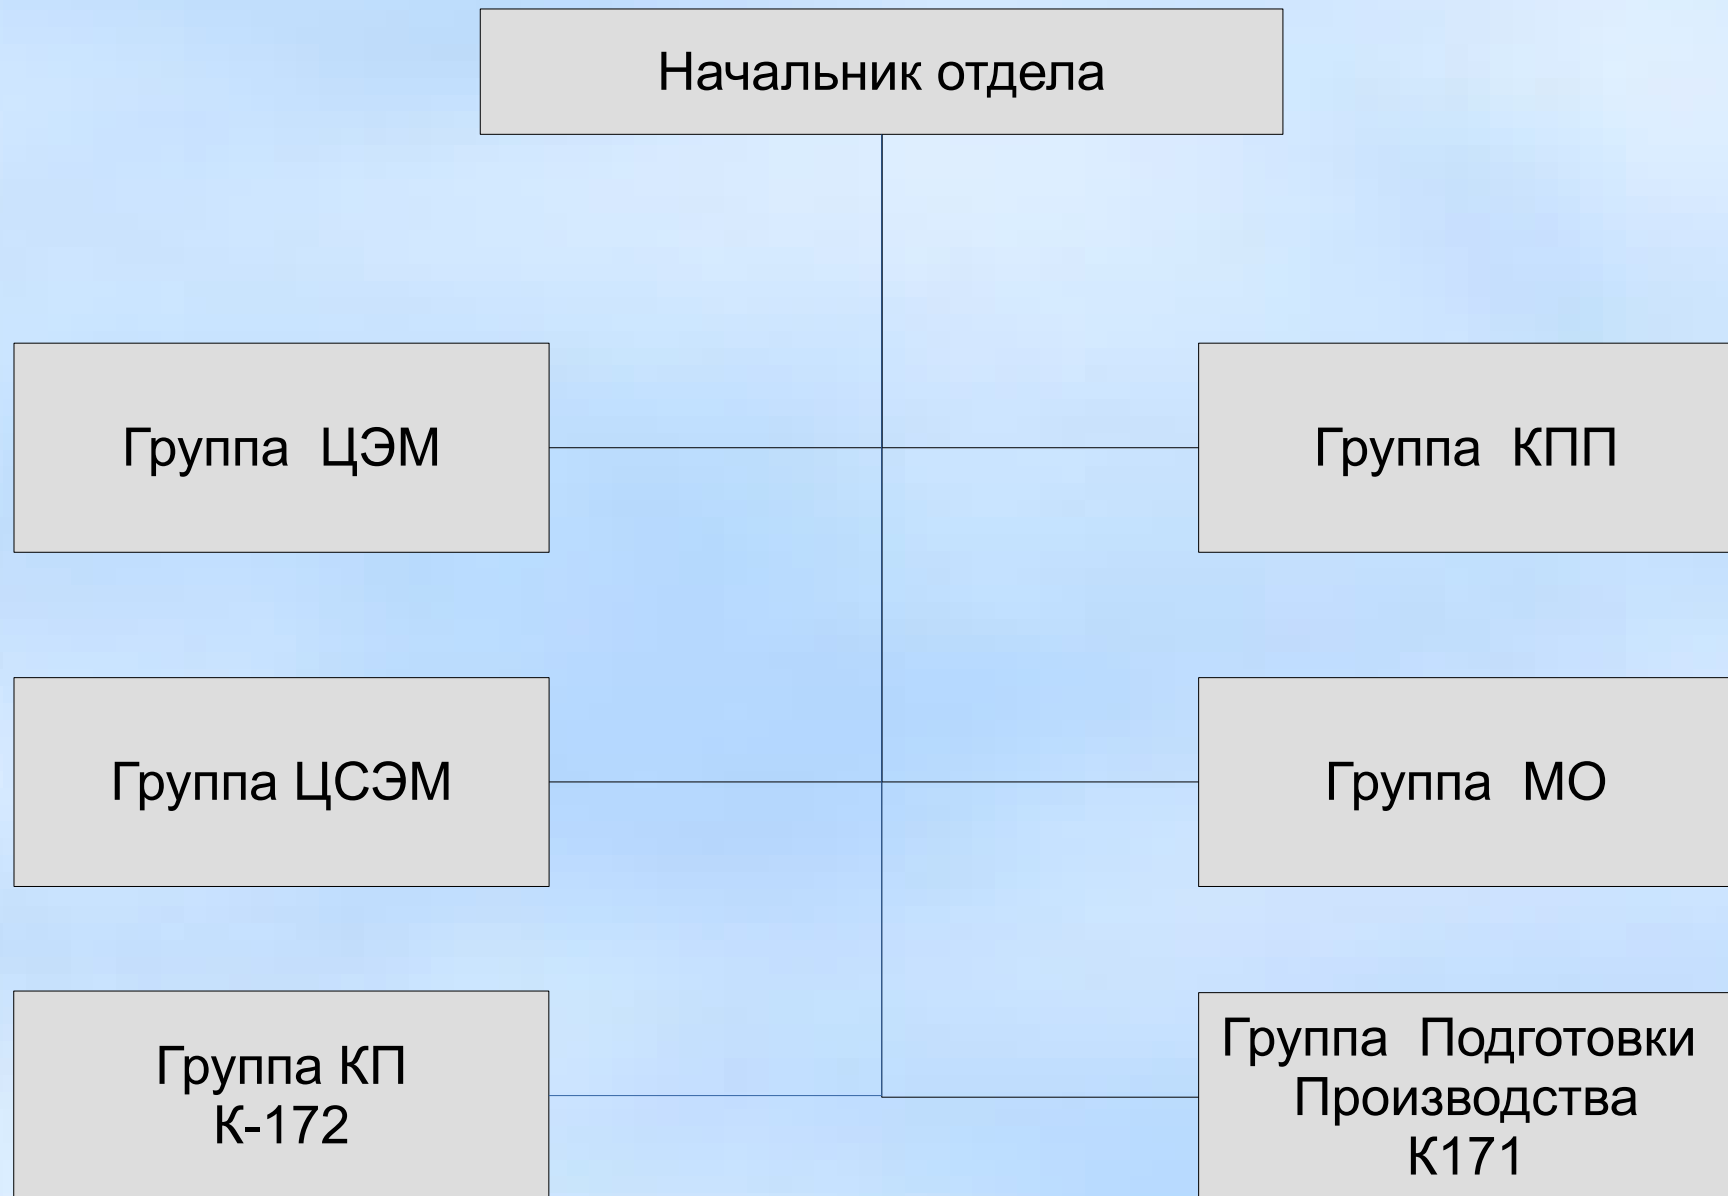 Начальник отдела
Группа  ЦЭМ
Группа  КПП
Группа ЦСЭМ
Группа  МО
Группа КП
К-172
Группа  Подготовки
Производства
К171